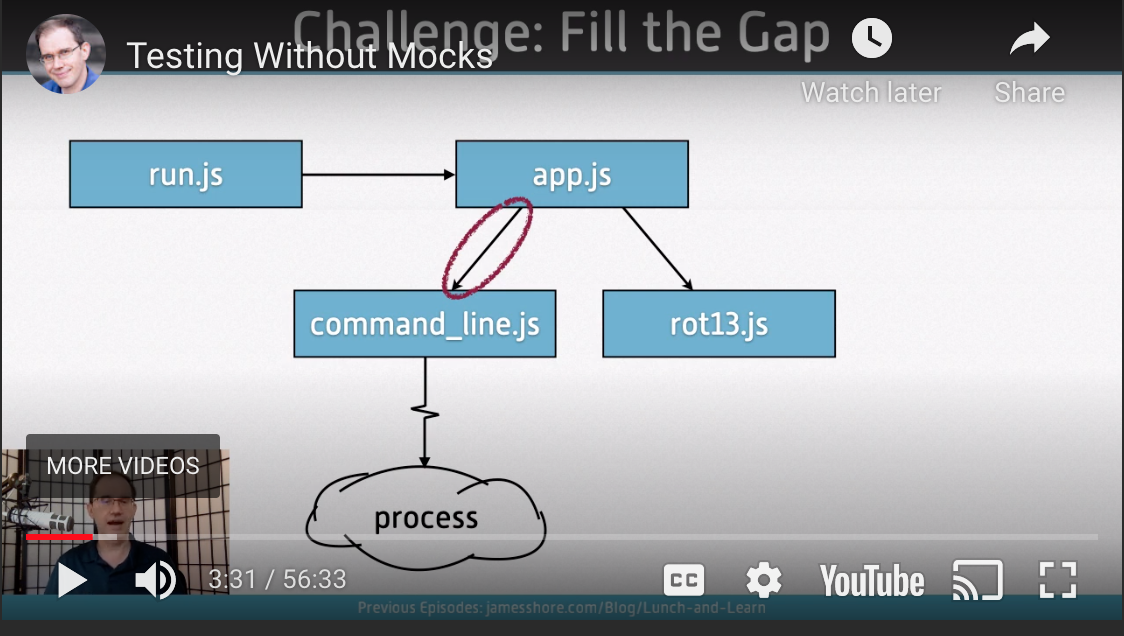 Challenge: Fill the Gap
Testing Without Mocks
Watch later
Share
run.js
app.js
command_line.js
rot13.js
MORE VIDEOS
process
3:31 / 56:33
CC
YouTube
Previous Episodes: jamesshore.com/Blog/Lunch-and-Learn